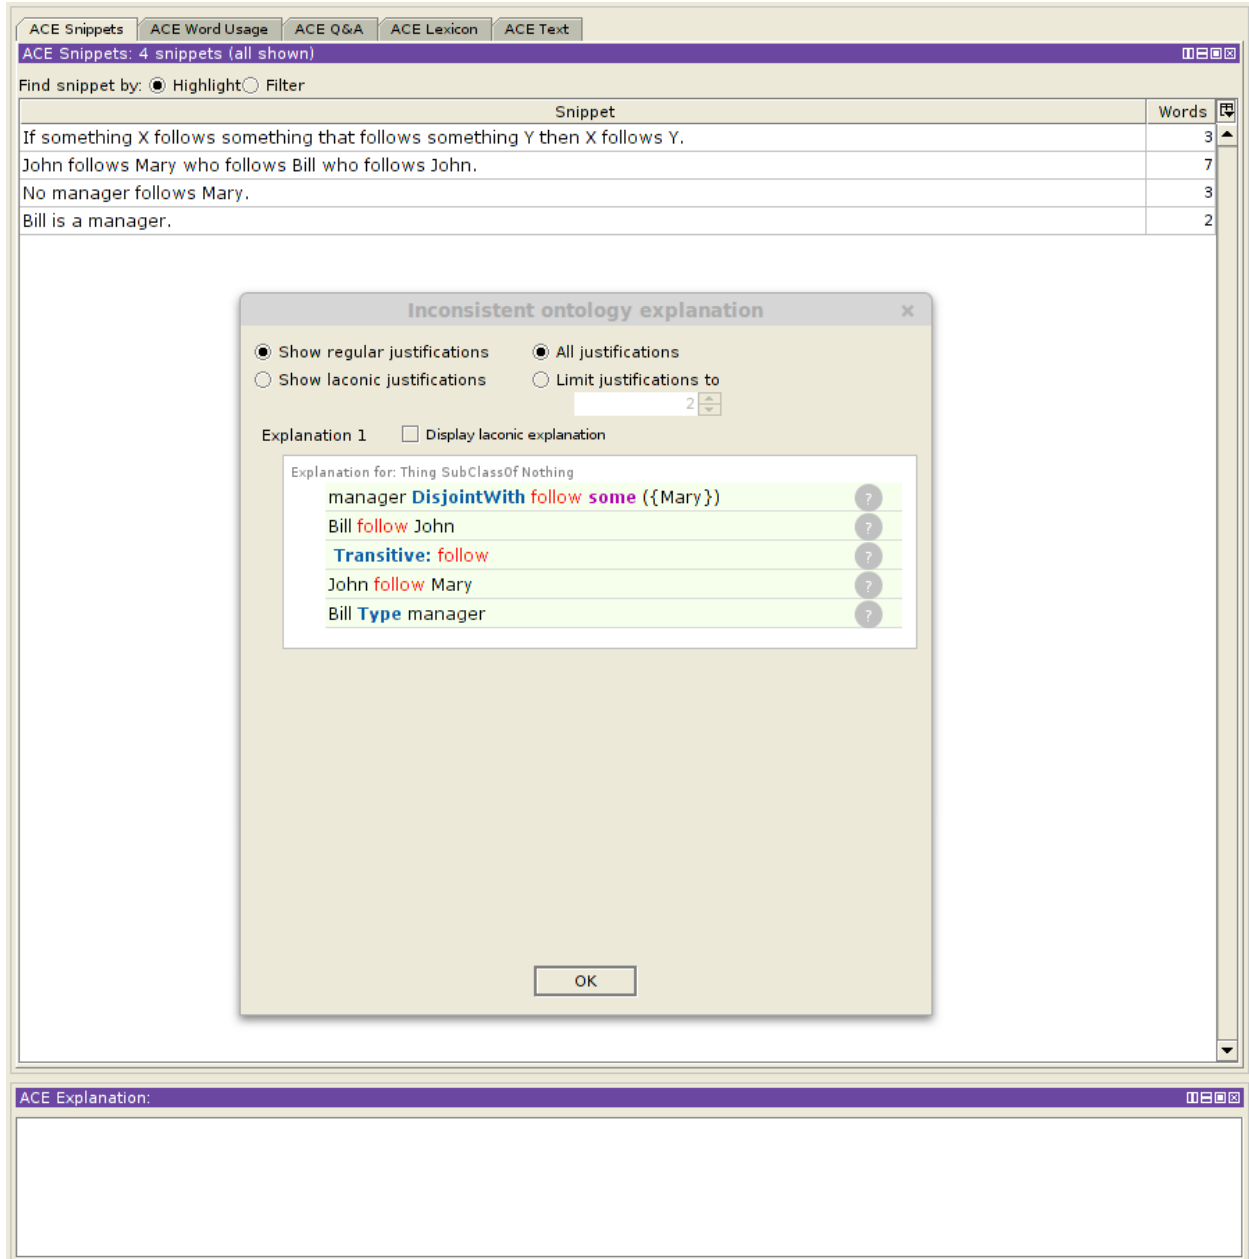 ACE Snippets ACE Word Usage ACE Q&A ACE Lexicon ACE Text
ACE Snippets: 4 snippets (all shown)
Find snippet by: Highlight Filter
Snippet Words
If something X follows something that follows something Y then X follows Y. 3
John follows Mary who follows Bill who follows John. 7
No manager follows Mary. 3
Bill is a manager. 2
Inconsistent ontology explanation
Show regular justifications All justifications
Show laconic justifications Limit justifications to
2
Explanation 1 Display laconic explanation
Explanation for: Thing SubClassOf Nothing
manager DisjointWith follow some ({Mary}) ?
Bill follow John ?
Transitive: follow ?
John follow Mary ?
Bill Type manager ?
OK
ACE Explanation: